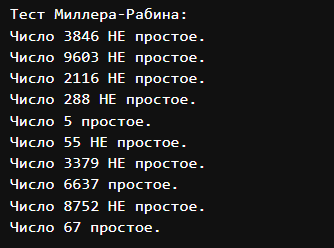 Тест Миллера-Рабина:
Число 3846 НЕ простое.
Число 9603 НЕ простое.
Число 2116 НЕ простое.
Число 288 НЕ простое.
Число 5 простое.
Число 55 НЕ простое.
Число 3379 НЕ простое.
Число 6637 простое.
Число 8752 НЕ простое.
Число 67 простое.